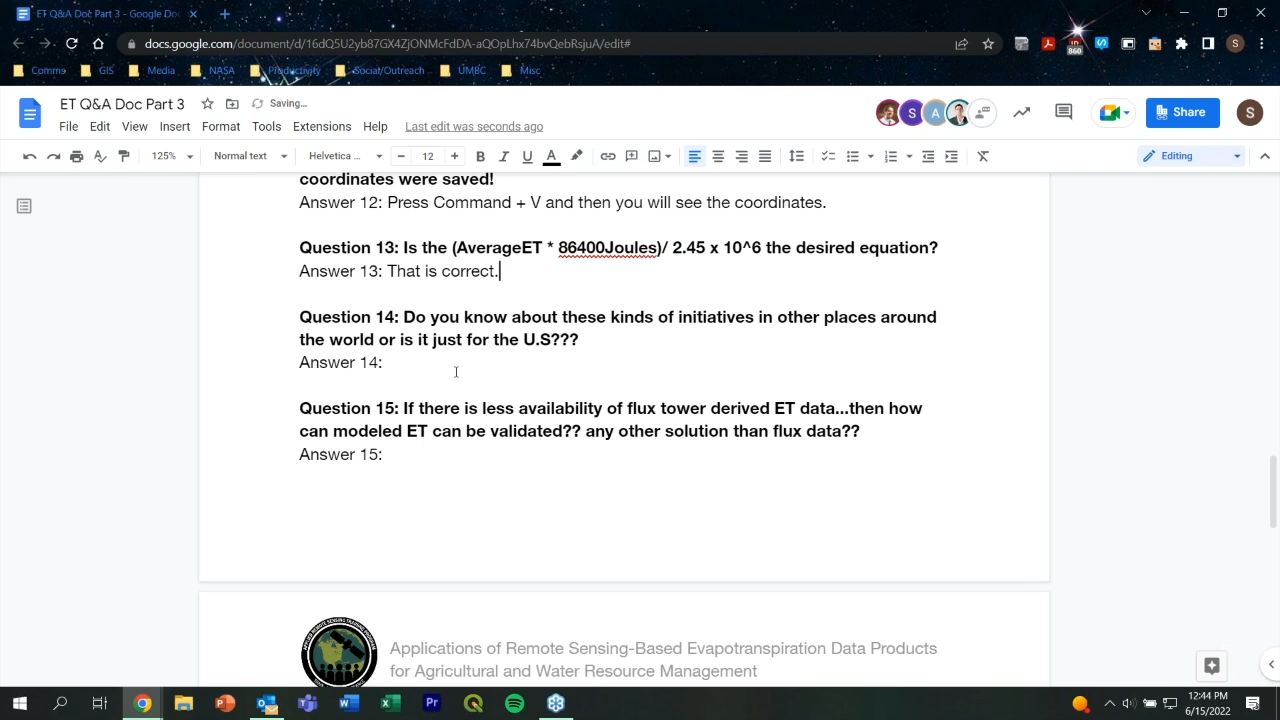 ET Q&A Doc Part 3 - Google Doc
docs.google.com/document/d/16dQ5U2yb87GX4ZjONMcFdDA-aQOpLhx74bvQebRsjuA/edit#
860
S
Comms GIS Media NASA Productivity Social/Outreach UMBC Misc
ET Q&A Doc Part 3 Saving...
S A Share S
File Edit View Insert Format Tools Extensions Help Last edit was seconds ago
125% Normal text Helvetica ... 12 B I U A Editing
coordinates were saved!
Answer 12: Press Command + V and then you will see the coordinates.
Question 13: Is the (AverageET * 86400Joules)/ 2.45 x 10^6 the desired equation?
Answer 13: That is correct.
Question 14: Do you know about these kinds of initiatives in other places around
the world or is it just for the U.S???
Answer 14:
Question 15: If there is less availability of flux tower derived ET data...then how
can modeled ET can be validated?? any other solution than flux data??
Answer 15:
Applications of Remote Sensing-Based Evapotranspiration Data Products
for Agricultural and Water Resource Management
12:44 PM
6/15/2022